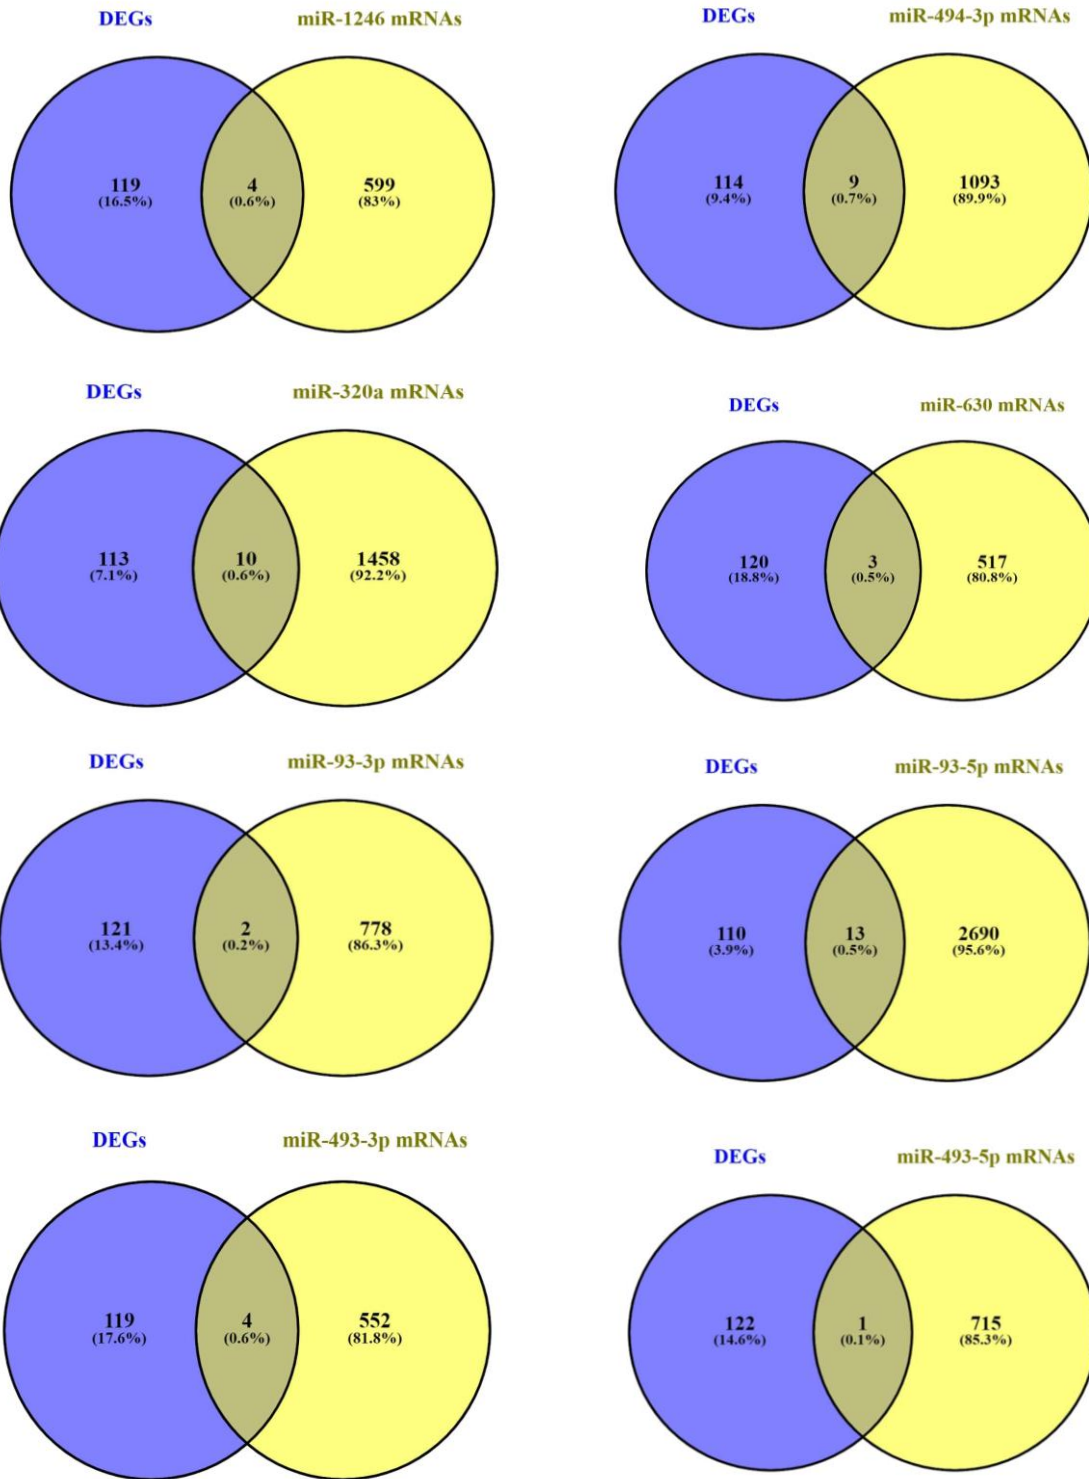 DEGs miR-1246 mRNAs
119 4 599
(16.5%) (0.6%) (83%)
DEGs miR-494-3p mRNAs
114 9 1093
(9.4%) (0.7%) (89.9%)
DEGs miR-320a mRNAs
113 10 1458
(7.1%) (0.6%) (92.2%)
DEGs miR-630 mRNAs
120 3 517
(18.8%) (0.5%) (80.8%)
DEGs miR-93-3p mRNAs
121 2 778
(13.4%) (0.2%) (86.3%)
DEGs miR-93-5p mRNAs
110 13 2690
(3.9%) (0.5%) (95.6%)
DEGs miR-493-3p mRNAs
119 4 552
(17.6%) (0.6%) (81.8%)
DEGs miR-493-5p mRNAs
122 1 715
(14.6%) (0.1%) (85.3%)